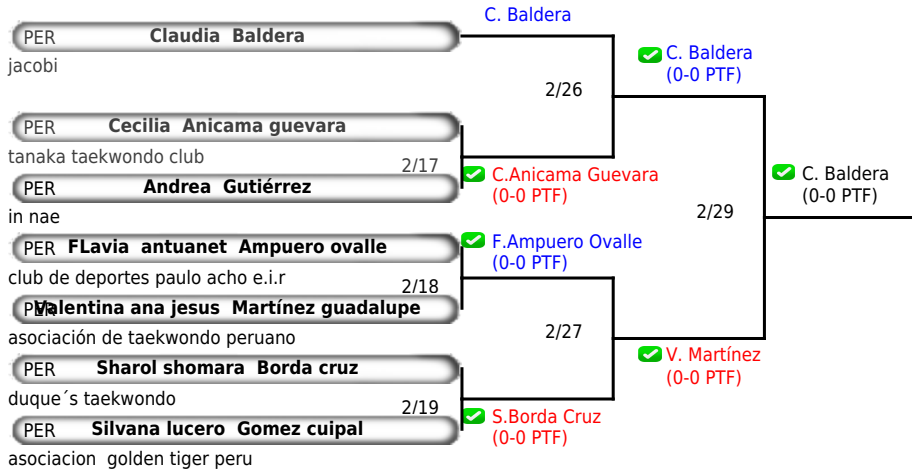 C. Baldera
PER Claudia Baldera
jacobi
C. Baldera
(0-0 PTF)
2/26
PER Cecilia Anicama guevara
tanaka taekwondo club
2/17
C.Anicama Guevara
(0-0 PTF)
PER Andrea Gutiérrez
in nae
C. Baldera
(0-0 PTF)
2/29
PER FLavia antuanet Ampuero ovalle
club de deportes paulo acho e.i.r
2/18
F.Ampuero Ovalle
(0-0 PTF)
PER Valentina ana jesus Martínez guadalupe
asociación de taekwondo peruano
2/27
V. Martínez
(0-0 PTF)
PER Sharol shomara Borda cruz
duque´s taekwondo
2/19
S.Borda Cruz
(0-0 PTF)
PER Silvana lucero Gomez cuipal
asociacion golden tiger peru